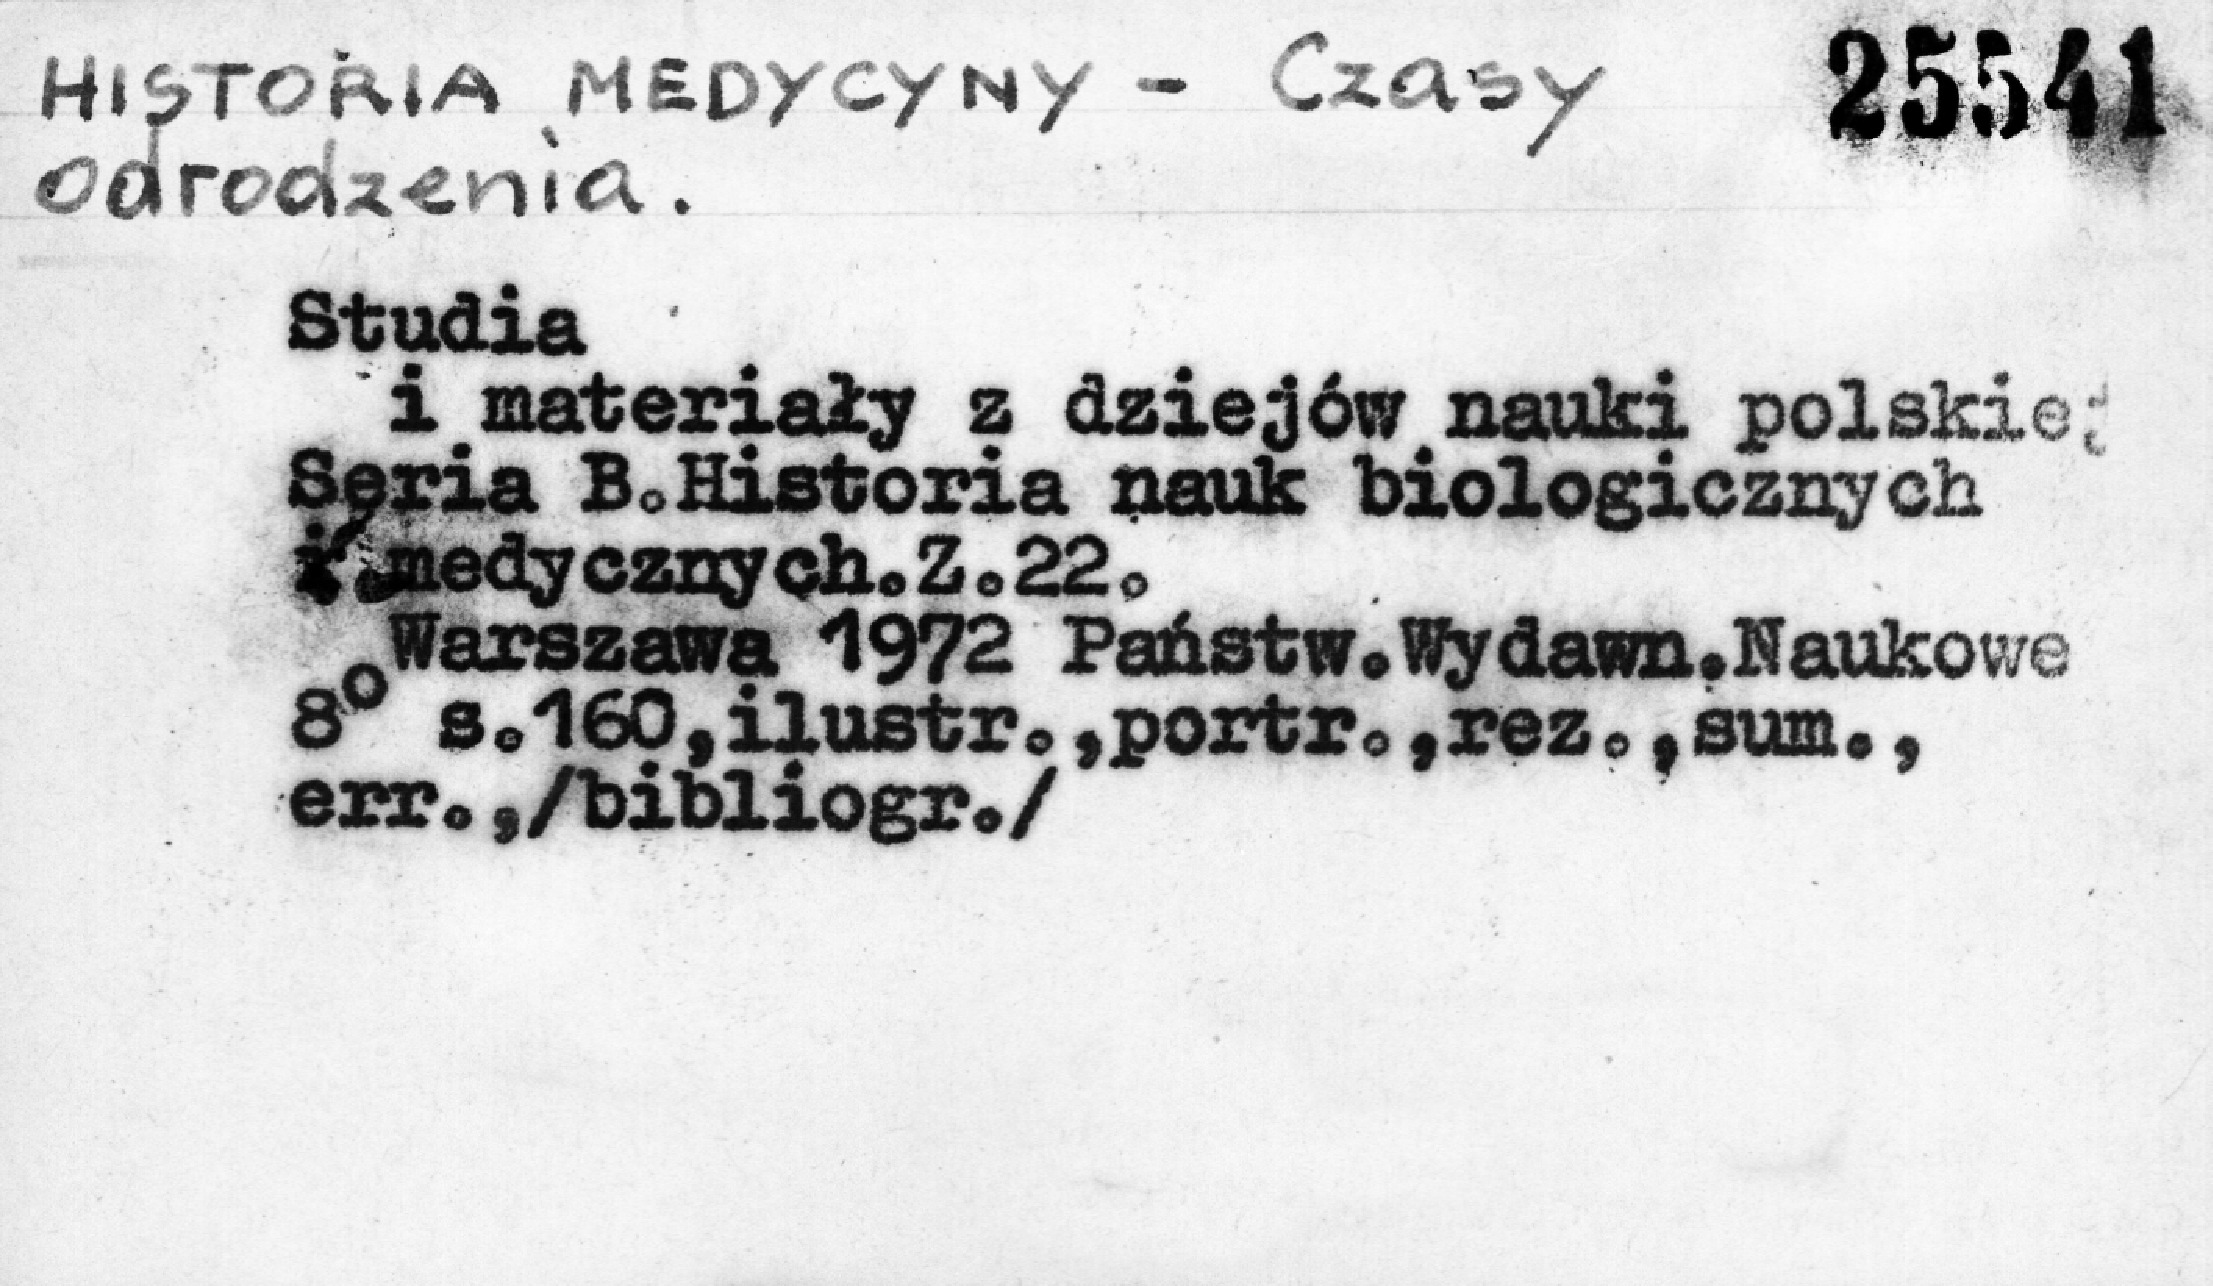 HISTORIA MEDYCYNY - Czasy 25541
odrodzenia.
Studia
i materiały z dziejów nauki polskiej
Seria B.Historia nauk biologicznych
i medycznych.Z.22.
Warszawa 1972 Państw.Wydawn.Naukowe
8° s.160,ilustr.,portr.,rez.,sum.,
err.,/bibliogr./